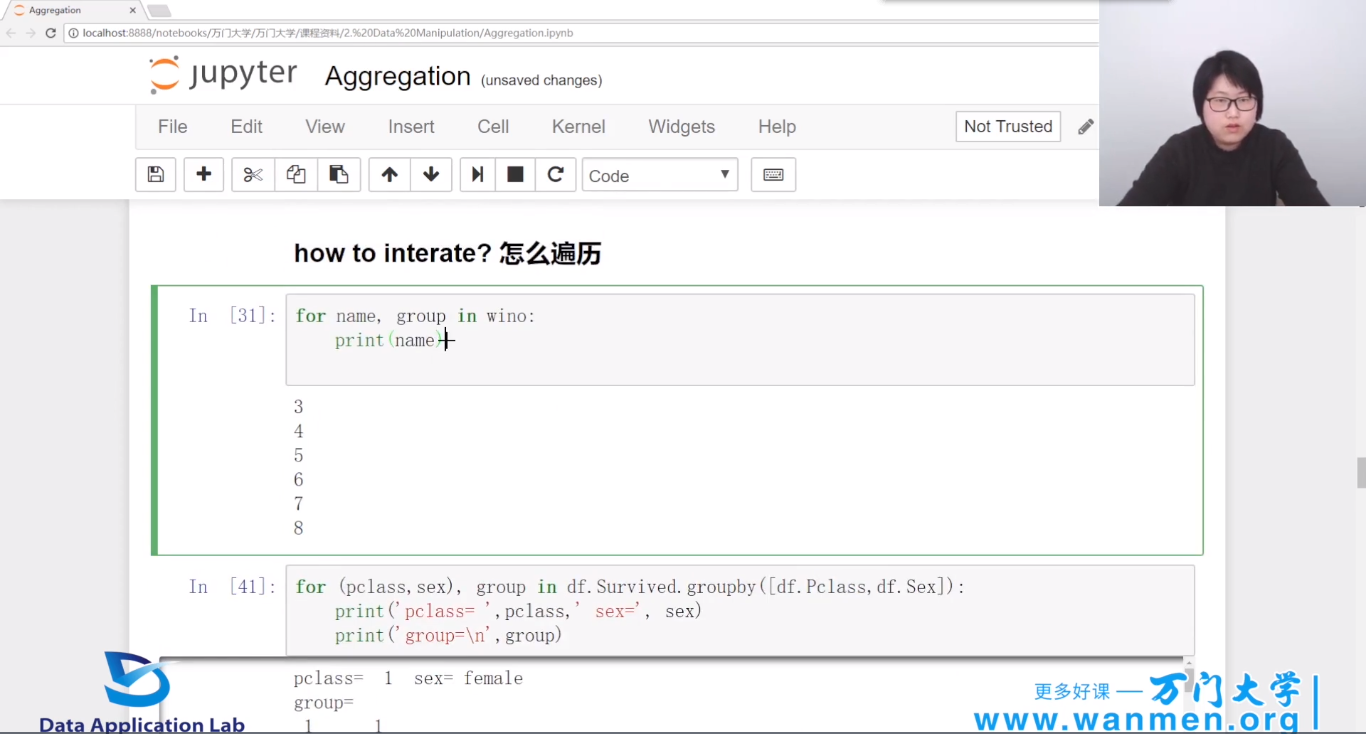 Aggregation
localhost:8888/notebooks/万门大学/万门大学/课程资料/2.%20Data%20Manipulation/Aggregation.ipynb
jupyter Aggregation (unsaved changes)
File Edit View Insert Cell Kernel Widgets Help Not Trusted
Code
how to interate? 怎么遍历
In [31]: for name, group in wino:
print(name)
3
4
5
6
7
8
In [41]: for (pclass,sex), group in df.Survived.groupby([df.Pclass,df.Sex]):
print('pclass= ',pclass,' sex=', sex)
print('group=\n',group)
pclass=  1  sex= female
group=
1 1
Data Application Lab
更多好课 — 万门大学
www.wanmen.org